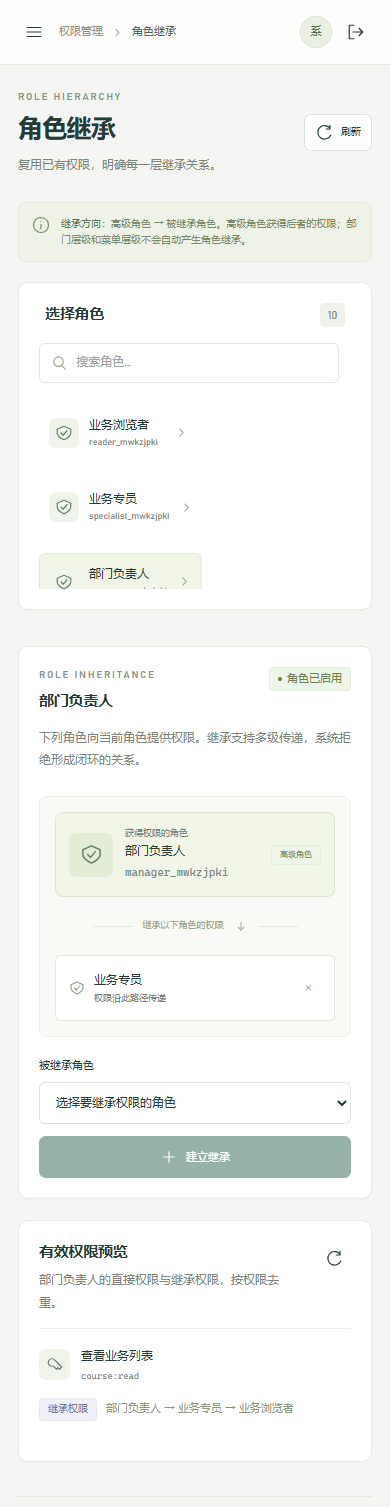 权限管理 > 角色继承 系
ROLE HIERARCHY
角色继承
刷新
复用已有权限，明确每一层继承关系。
继承方向：高级角色 → 被继承角色。高级角色获得后者的权限；部
门层级和菜单层级不会自动产生角色继承。
选择角色 10
搜索角色...
业务浏览者
reader_mwkzjpki
业务专员
specialist_mwkzjpki
部门负责人
ROLE INHERITANCE
角色已启用
部门负责人
下列角色向当前角色提供权限。继承支持多级传递，系统拒
绝形成闭环的关系。
获得权限的角色
部门负责人
高级角色
manager_mwkzjpki
继承以下角色的权限 ↓
业务专员
×
权限沿此路径传递
被继承角色
选择要继承权限的角色
建立继承
有效权限预览
部门负责人的直接权限与继承权限，按权限去
重。
查看业务列表
course:read
继承权限 部门负责人 → 业务专员 → 业务浏览者